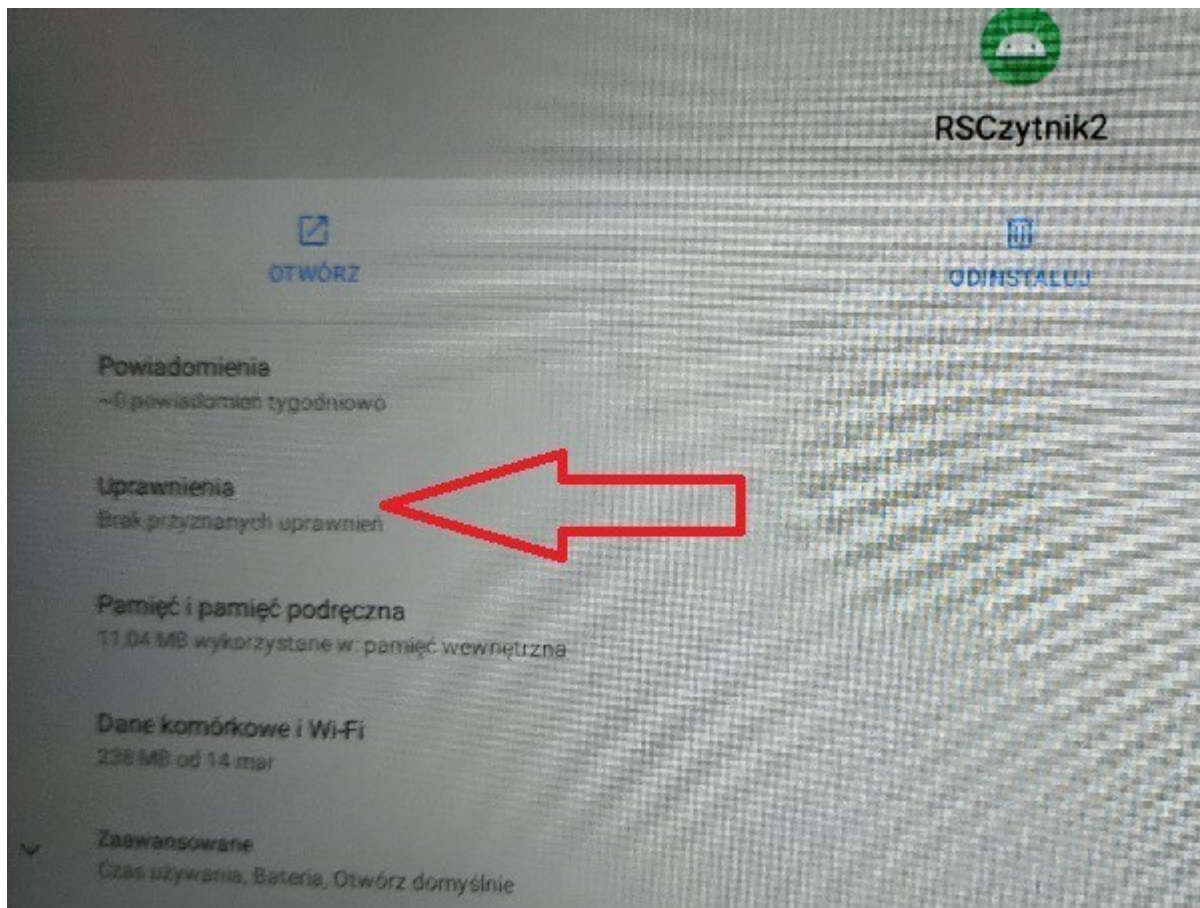 RSCzytnik2
OTWÓRZ
ODINSTALUJ
Powiadomienia
~0 powiadomień tygodniowo
Uprawnienia
Brak przyznanych uprawnień
Pamięć i pamięć podręczna
11,04 MB wykorzystane w: pamięć wewnętrzna
Dane komórkowe i Wi-Fi
238 MB od 14 mar
Zaawansowane
Czas używania, Bateria, Otwórz domyślnie